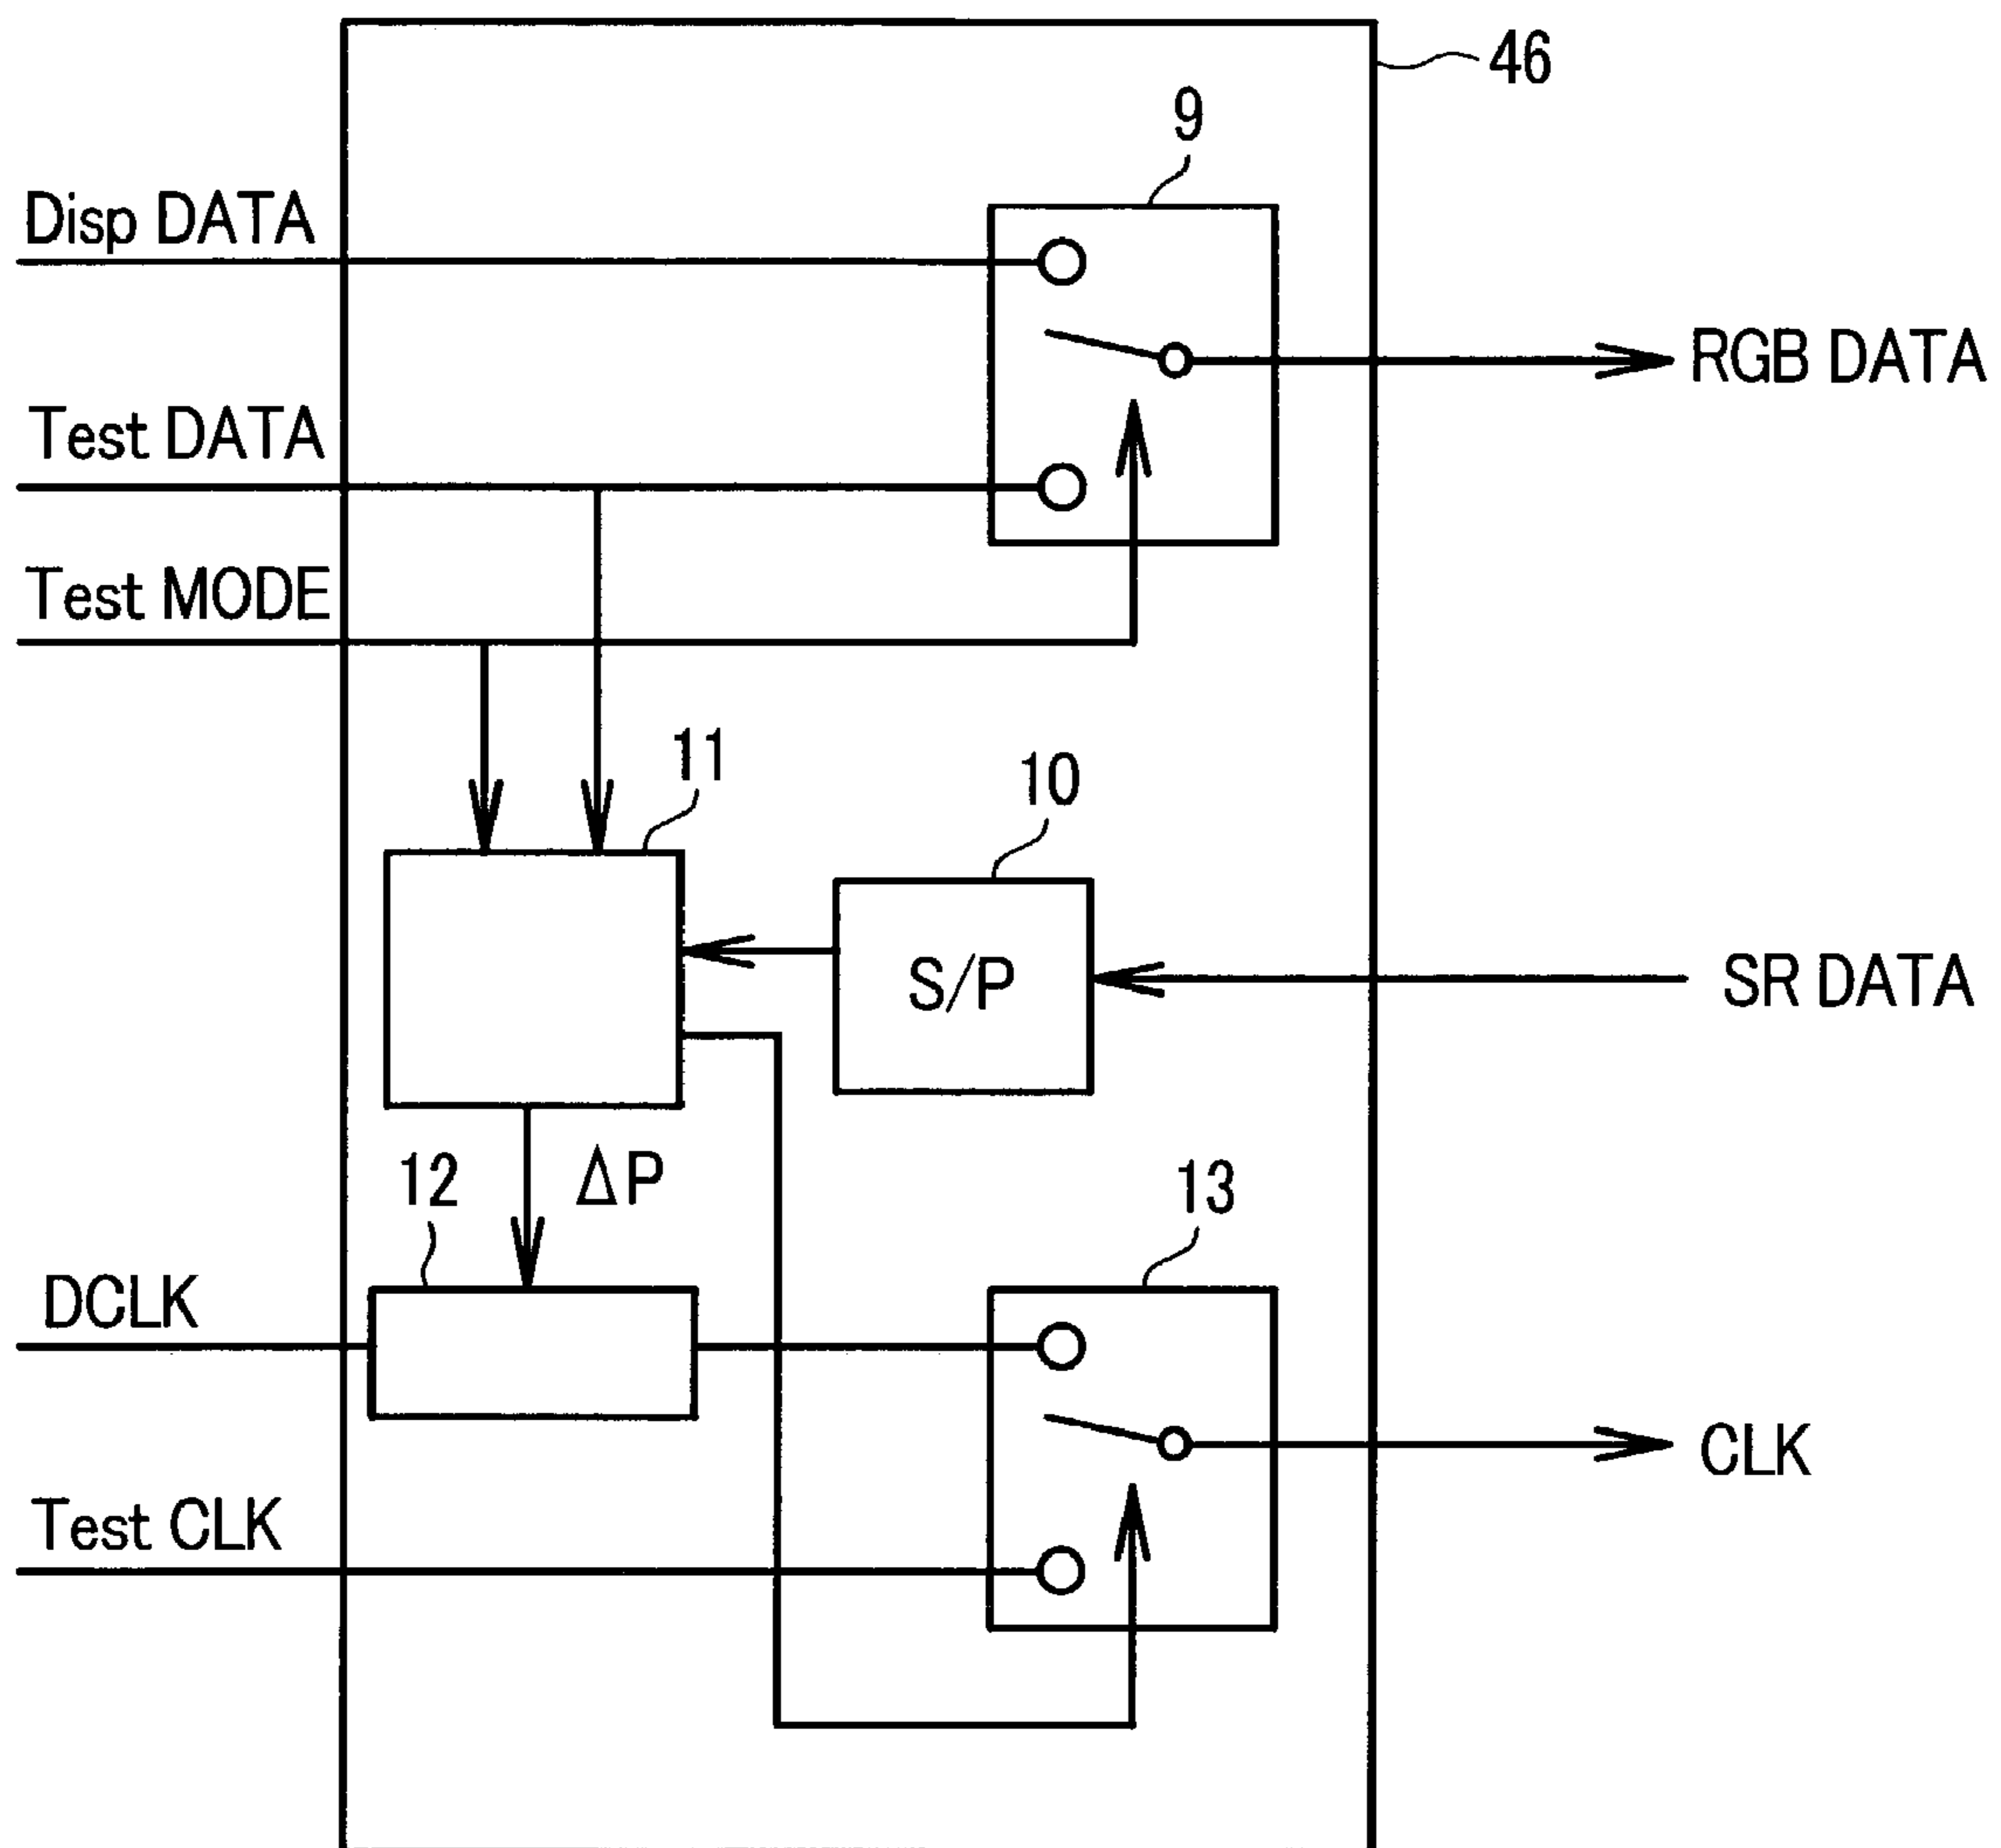 46
9
Disp DATA
RGB DATA
Test DATA
Test MODE
11
10
S/P
SR DATA
12
ΔP
13
DCLK
CLK
Test CLK